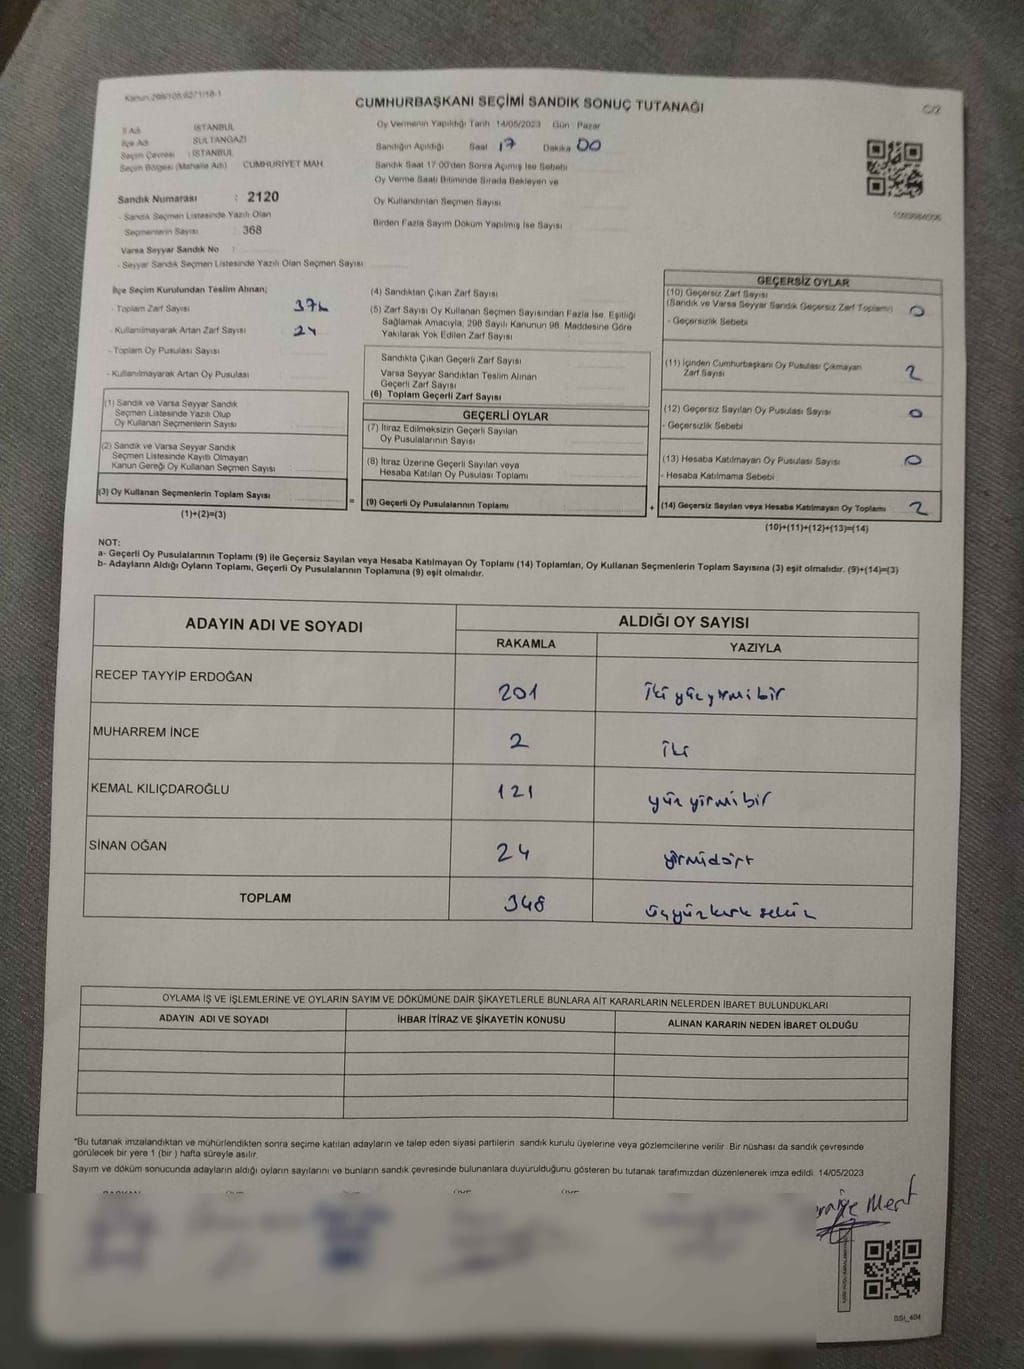 Kanun:298/105,6271/18-1
CUMHURBAŞKANI SEÇİMİ SANDIK SONUÇ TUTANAĞI
C/2
İl Adı : İSTANBUL
İlçe Adı : SULTANGAZİ
Seçim Çevresi : İSTANBUL
Seçim Bölgesi (Mahalle Adı) : CUMHURİYET MAH
Sandık Numarası : 2120
- Sandık Seçmen Listesinde Yazılı Olan
Seçmenlerin Sayısı : 368
Varsa Seyyar Sandık No :
- Seyyar Sandık Seçmen Listesinde Yazılı Olan Seçmen Sayısı
Oy Vermenin Yapıldığı Tarih 14/05/2023 Gün : Pazar
Sandığın Açıldığı Saat : 17 Dakika : 00
Sandık Saat 17:00'den Sonra Açılmış İse Sebebi
Oy Verme Saati Bitiminde Sırada Bekleyen ve
Oy Kullandırılan Seçmen Sayısı
Birden Fazla Sayım Döküm Yapılmış İse Sayısı
İlçe Seçim Kurulundan Teslim Alınan;
- Toplam Zarf Sayısı 372
- Kullanılmayarak Artan Zarf Sayısı 24
- Toplam Oy Pusulası Sayısı
- Kullanılmayarak Artan Oy Pusulası
(1) Sandık ve Varsa Seyyar Sandık
Seçmen Listesinde Yazılı Olup
Oy Kullanan Seçmenlerin Sayısı
(2) Sandık ve Varsa Seyyar Sandık
Seçmen Listesinde Kayıtlı Olmayan
Kanun Gereği Oy Kullanan Seçmen Sayısı
(3) Oy Kullanan Seçmenlerin Toplam Sayısı
(1)+(2)=(3)
(4) Sandıktan Çıkan Zarf Sayısı
(5) Zarf Sayısı Oy Kullanan Seçmen Sayısından Fazla İse, Eşitliği
Sağlamak Amacıyla, 298 Sayılı Kanunun 98. Maddesine Göre
Yakılarak Yok Edilen Zarf Sayısı
Sandıkta Çıkan Geçerli Zarf Sayısı
Varsa Seyyar Sandıktan Teslim Alınan
Geçerli Zarf Sayısı
(6) Toplam Geçerli Zarf Sayısı
GEÇERLİ OYLAR
(7) İtiraz Edilmeksizin Geçerli Sayılan
Oy Pusulalarının Sayısı
(8) İtiraz Üzerine Geçerli Sayılan veya
Hesaba Katılan Oy Pusulası Toplamı
= (9) Geçerli Oy Pusulalarının Toplamı
GEÇERSİZ OYLAR
(10) Geçersiz Zarf Sayısı
(Sandık ve Varsa Seyyar Sandık Geçersiz Zarf Toplamı) 0
- Geçersizlik Sebebi
(11) İçinden Cumhurbaşkanı Oy Pusulası Çıkmayan
Zarf Sayısı 2
(12) Geçersiz Sayılan Oy Pusulası Sayısı 0
- Geçersizlik Sebebi
(13) Hesaba Katılmayan Oy Pusulası Sayısı 0
- Hesaba Katılmama Sebebi
+ (14) Geçersiz Sayılan veya Hesaba Katılmayan Oy Toplamı 2
(10)+(11)+(12)+(13)=(14)
NOT:
a- Geçerli Oy Pusulalarının Toplamı (9) ile Geçersiz Sayılan veya Hesaba Katılmayan Oy Toplamı (14) Toplamları, Oy Kullanan Seçmenlerin Toplam Sayısına (3) eşit olmalıdır. (9)+(14)=(3)
b- Adayların Aldığı Oyların Toplamı, Geçerli Oy Pusulalarının Toplamına (9) eşit olmalıdır.
ADAYIN ADI VE SOYADI ALDIĞI OY SAYISI
RAKAMLA YAZIYLA
RECEP TAYYİP ERDOĞAN 201 iki yüz yirmi bir
MUHARREM İNCE 2 iki
KEMAL KILIÇDAROĞLU 121 yüz yirmi bir
SİNAN OĞAN 24 yirmidört
TOPLAM 348 üçyüzkırk sekiz
OYLAMA İŞ VE İŞLEMLERİNE VE OYLARIN SAYIM VE DÖKÜMÜNE DAİR ŞİKAYETLERLE BUNLARA AİT KARARLARIN NELERDEN İBARET BULUNDUKLARI
ADAYIN ADI VE SOYADI İHBAR İTİRAZ VE ŞİKAYETİN KONUSU ALINAN KARARIN NEDEN İBARET OLDUĞU
*Bu tutanak imzalandıktan ve mühürlendikten sonra seçime katılan adayların ve talep eden siyasi partilerin sandık kurulu üyelerine veya gözlemcilerine verilir. Bir nüshası da sandık çevresinde
görülecek bir yere 1 (bir ) hafta süreyle asılır.
Sayım ve döküm sonucunda adayların aldığı oyların sayılarını ve bunların sandık çevresinde bulunanlara duyurulduğunu gösteren bu tutanak tarafımızdan düzenlenerek imza edildi. 14/05/2023
Mert